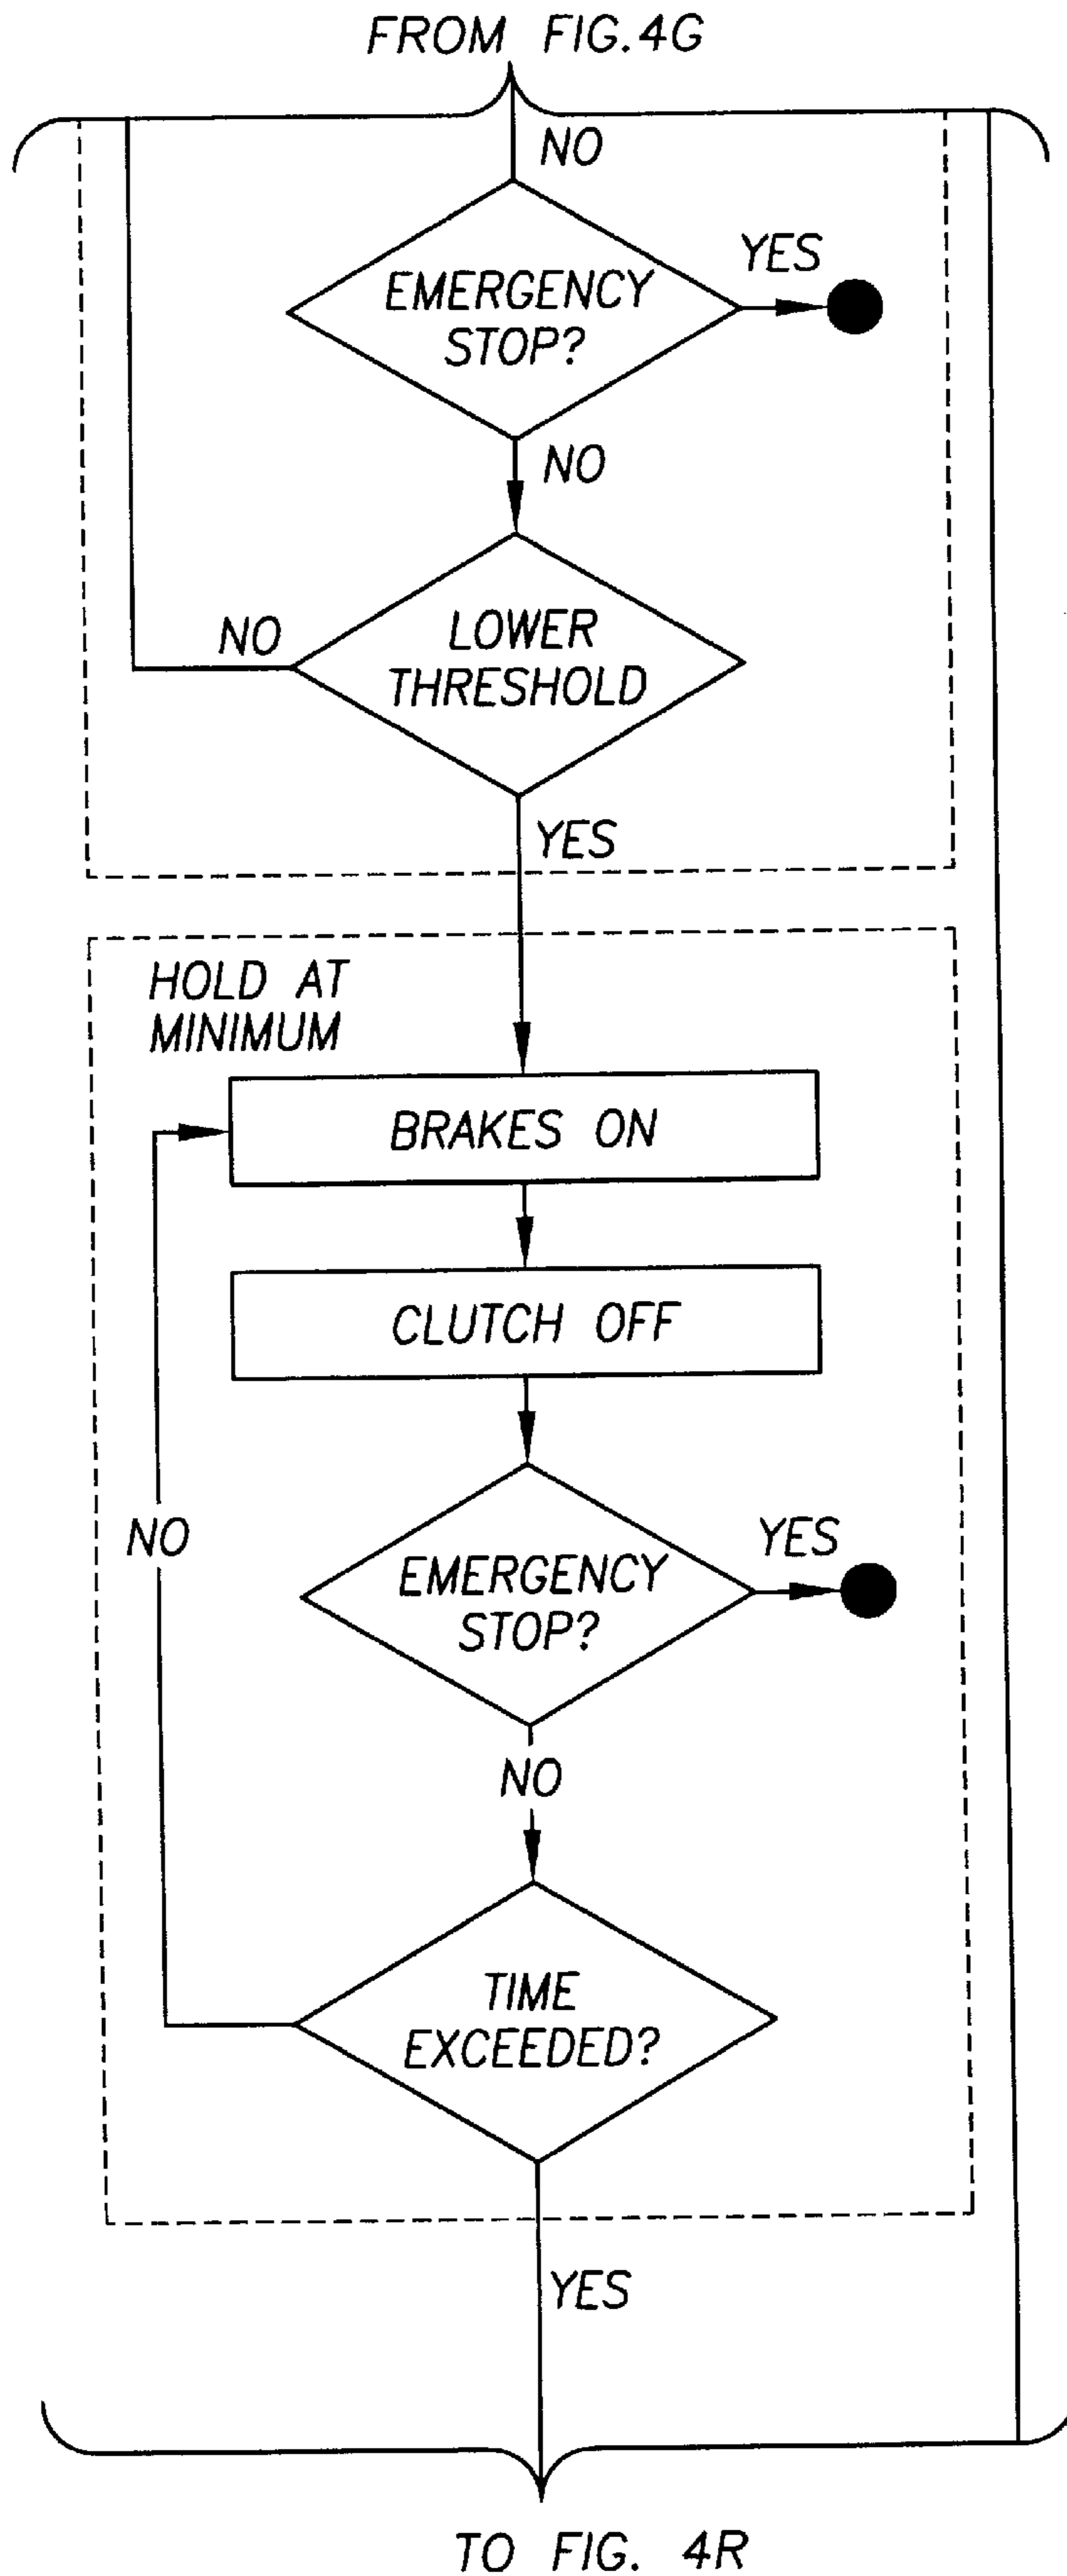 FROM FIG.4G
NO
EMERGENCY
STOP?
YES
NO
LOWER
THRESHOLD
NO
YES
HOLD AT
MINIMUM
BRAKES ON
CLUTCH OFF
EMERGENCY
STOP?
YES
NO
NO
TIME
EXCEEDED?
YES
TO FIG. 4R